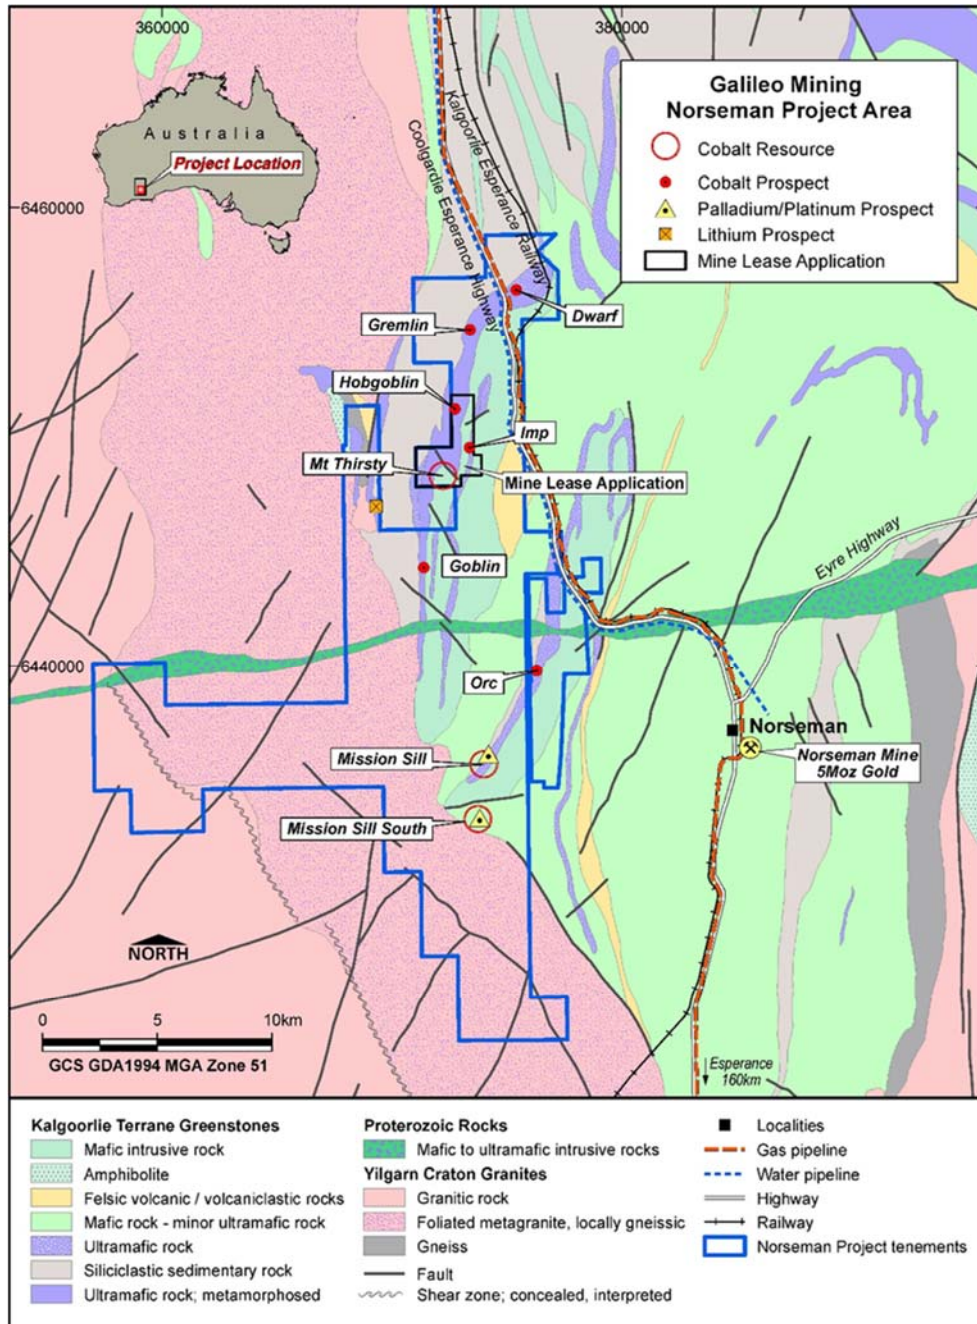 360000
380000
Galileo Mining
Norseman Project Area
Cobalt Resource
Cobalt Prospect
Palladium/Platinum Prospect
Lithium Prospect
Mine Lease Application
Australia
Project Location
6460000
Coolgardie Esperance Highway
Kalgoorlie Esperance Railway
Dwarf
Gremlin
Hobgoblin
Imp
Mt Thirsty
Mine Lease Application
Goblin
Eyre Highway
6440000
Orc
Norseman
Mission Sill
Norseman Mine
5Moz Gold
Mission Sill South
NORTH
0 5 10km
GCS GDA1994 MGA Zone 51
Esperance
160km
Kalgoorlie Terrane Greenstones
Mafic intrusive rock
Amphibolite
Felsic volcanic / volcaniclastic rocks
Mafic rock - minor ultramafic rock
Ultramafic rock
Siliciclastic sedimentary rock
Ultramafic rock; metamorphosed
Proterozoic Rocks
Mafic to ultramafic intrusive rocks
Yilgarn Craton Granites
Granitic rock
Foliated metagranite, locally gneissic
Gneiss
Fault
Shear zone; concealed, interpreted
Localities
Gas pipeline
Water pipeline
Highway
Railway
Norseman Project tenements